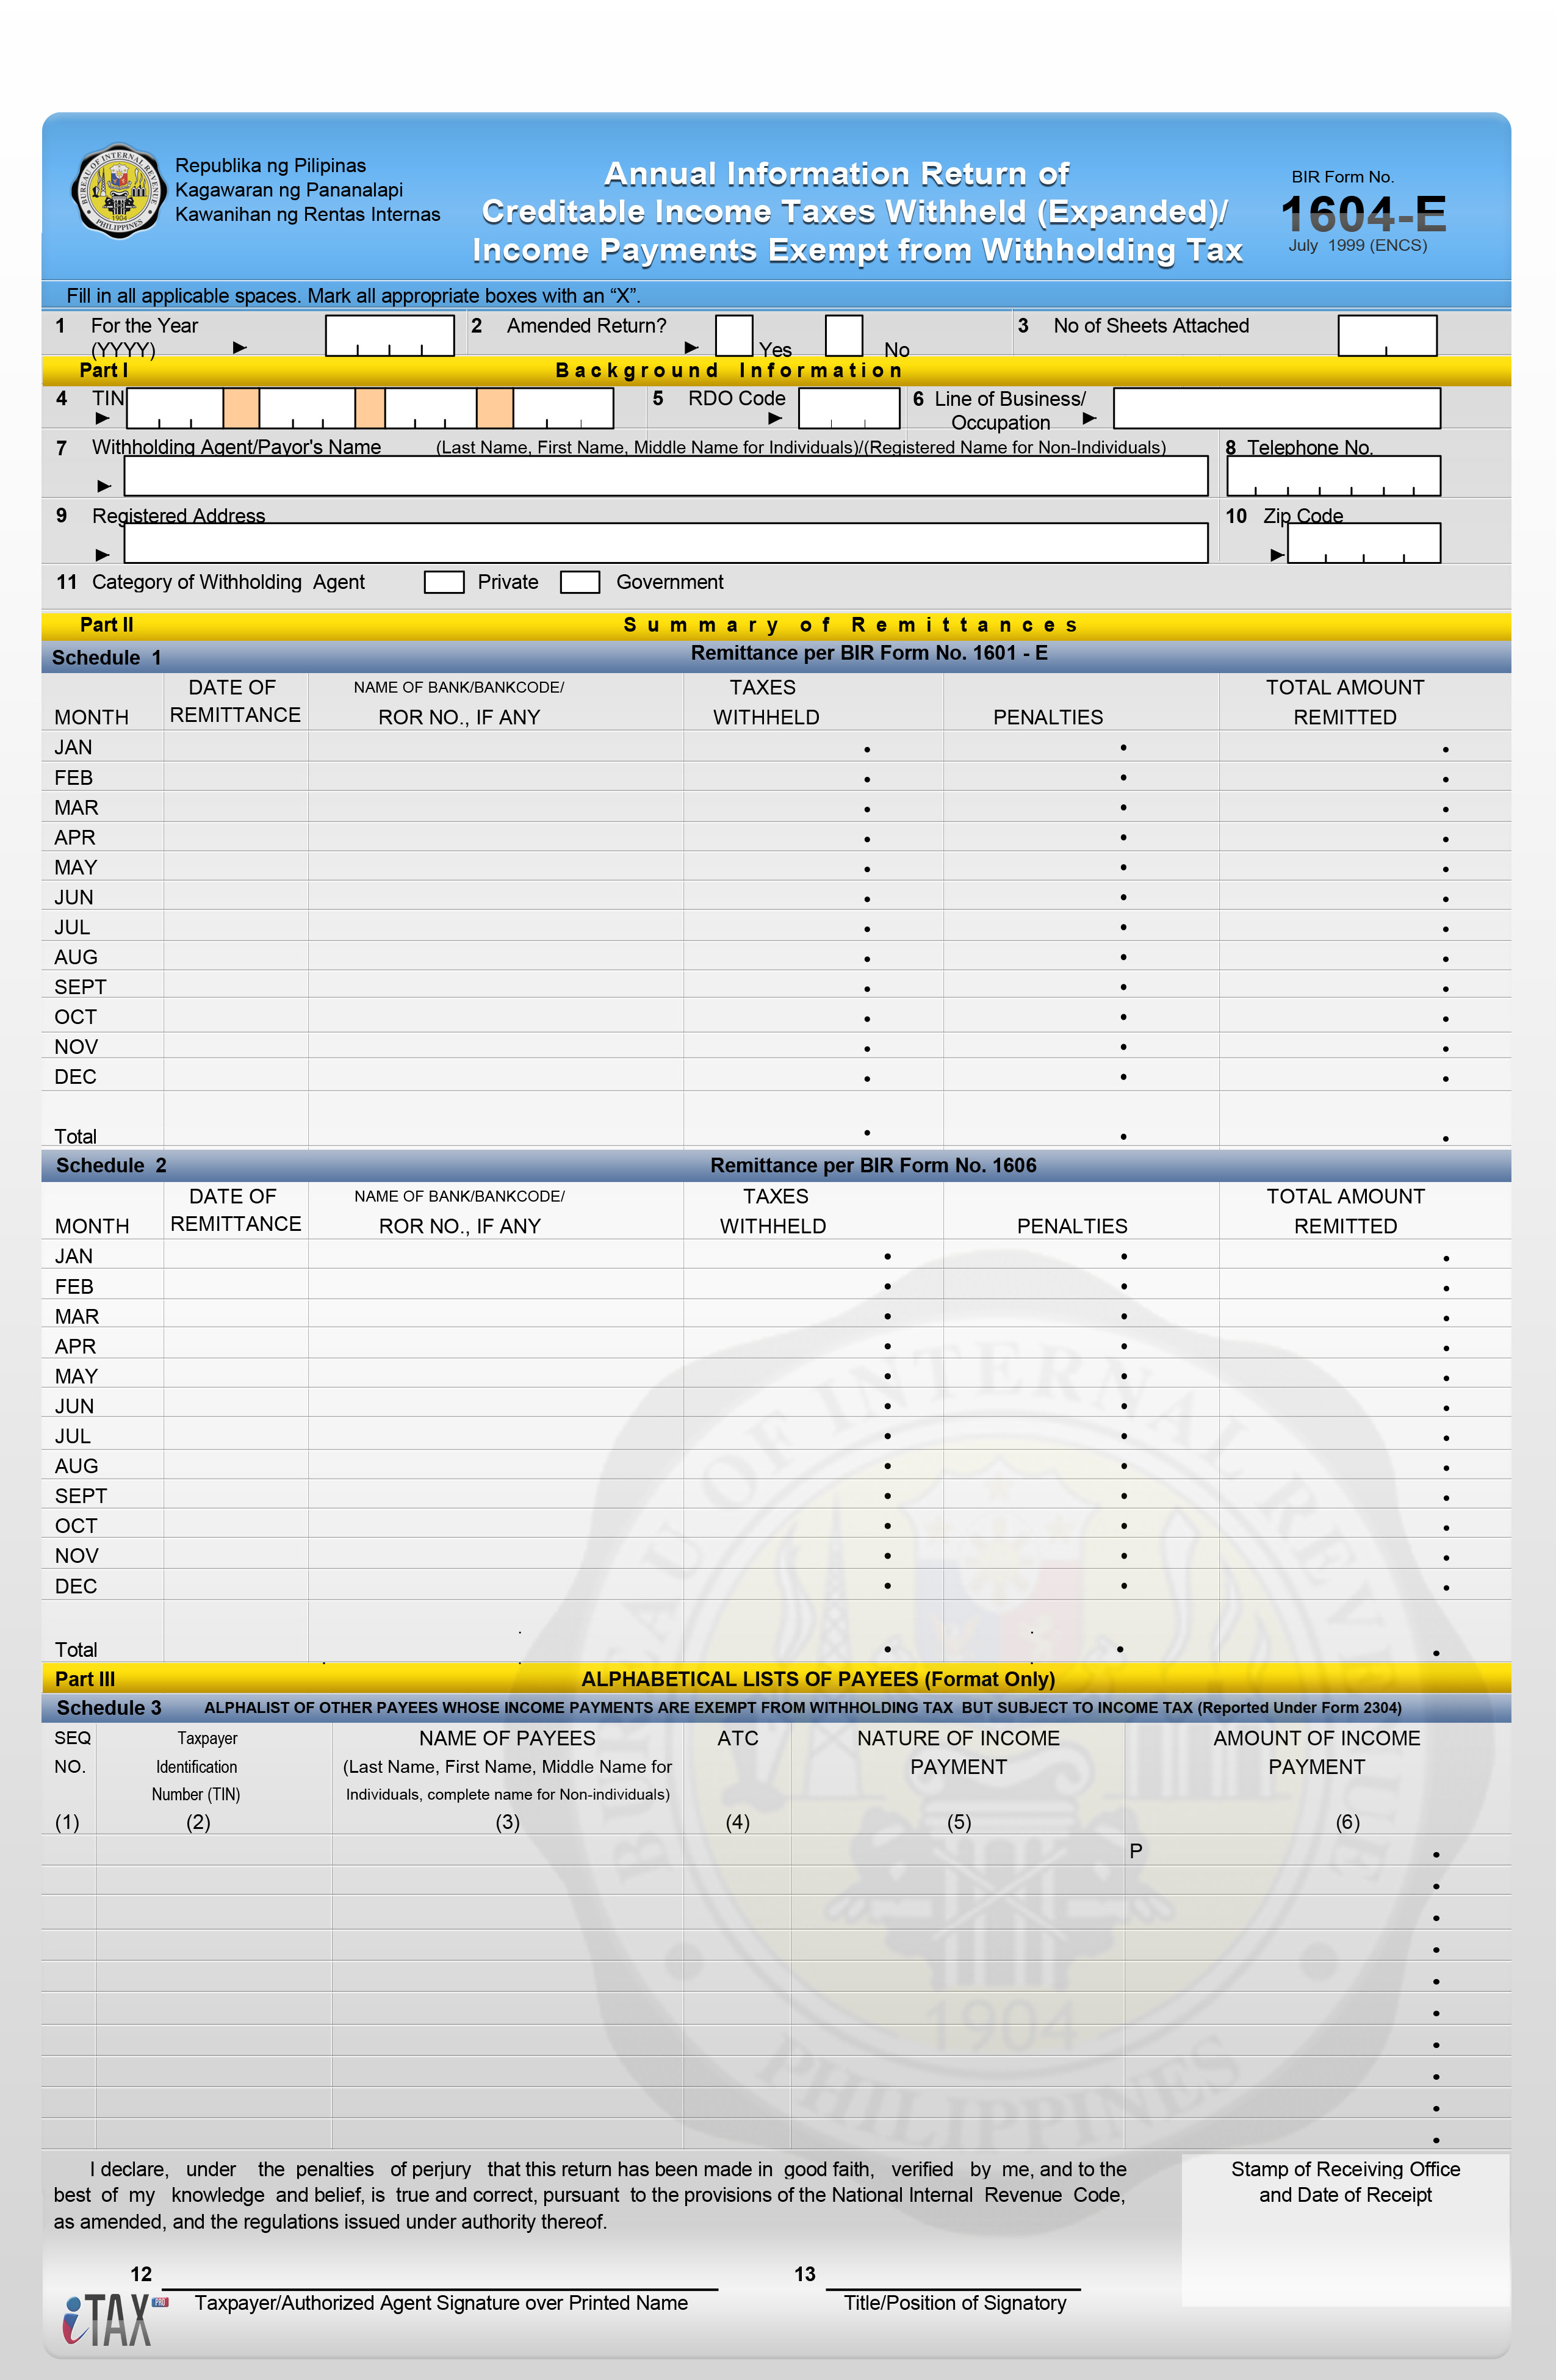 Republika ng Pilipinas
Kagawaran ng Pananalapi
Kawanihan ng Rentas Internas
BUREAU OF INTERNAL REVENUE
1904
PHILIPPINES
Annual Information Return of
Creditable Income Taxes Withheld (Expanded)/
Income Payments Exempt from Withholding Tax
BIR Form No.
1604-E
July 1999 (ENCS)
Fill in all applicable spaces. Mark all appropriate boxes with an “X”.
1 For the Year 2 Amended Return? 3 No of Sheets Attached
(YYYY) Yes No
Part I Background Information
4 TIN 5 RDO Code 6 Line of Business/
Occupation
7 Withholding Agent/Payor's Name (Last Name, First Name, Middle Name for Individuals)/(Registered Name for Non-Individuals) 8 Telephone No.
9 Registered Address 10 Zip Code
11 Category of Withholding Agent Private Government
Part II Summary of Remittances
Schedule 1 Remittance per BIR Form No. 1601 - E
DATE OF NAME OF BANK/BANKCODE/ TAXES TOTAL AMOUNT
MONTH REMITTANCE ROR NO., IF ANY WITHHELD PENALTIES REMITTED
JAN
FEB
MAR
APR
MAY
JUN
JUL
AUG
SEPT
OCT
NOV
DEC
Total
Schedule 2 Remittance per BIR Form No. 1606
DATE OF NAME OF BANK/BANKCODE/ TAXES TOTAL AMOUNT
MONTH REMITTANCE ROR NO., IF ANY WITHHELD PENALTIES REMITTED
JAN
FEB
MAR
APR
MAY
JUN
JUL
AUG
SEPT
OCT
NOV
DEC
Total
Part III ALPHABETICAL LISTS OF PAYEES (Format Only)
Schedule 3 ALPHALIST OF OTHER PAYEES WHOSE INCOME PAYMENTS ARE EXEMPT FROM WITHHOLDING TAX BUT SUBJECT TO INCOME TAX (Reported Under Form 2304)
SEQ Taxpayer NAME OF PAYEES ATC NATURE OF INCOME AMOUNT OF INCOME
NO. Identification (Last Name, First Name, Middle Name for PAYMENT PAYMENT
Number (TIN) Individuals, complete name for Non-individuals)
(1) (2) (3) (4) (5) (6)
P
BUREAU OF INTERNAL REVENUE
1904
PHILIPPINES
I declare, under the penalties of perjury that this return has been made in good faith, verified by me, and to the
best of my knowledge and belief, is true and correct, pursuant to the provisions of the National Internal Revenue Code,
as amended, and the regulations issued under authority thereof.
Stamp of Receiving Office
and Date of Receipt
12 13
Taxpayer/Authorized Agent Signature over Printed Name Title/Position of Signatory
iTAX PRO